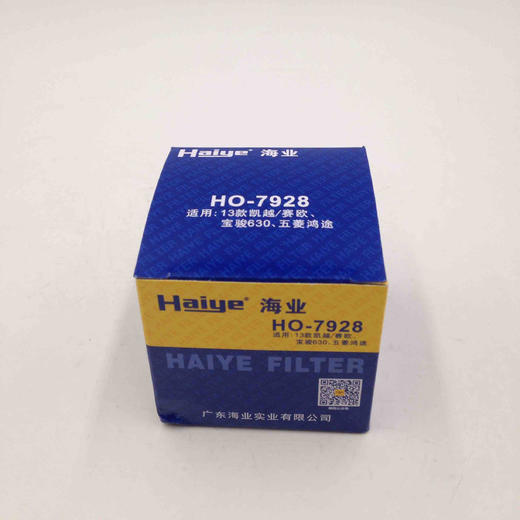 Haiye® 海业
HO-7928
适用:13款凯越/赛欧、
宝骏630、五菱鸿途
Haiye® 海业
HO-7928
适用:13款凯越/赛欧、
宝骏630、五菱鸿途
HAIYE FILTER
广东海业实业有限公司